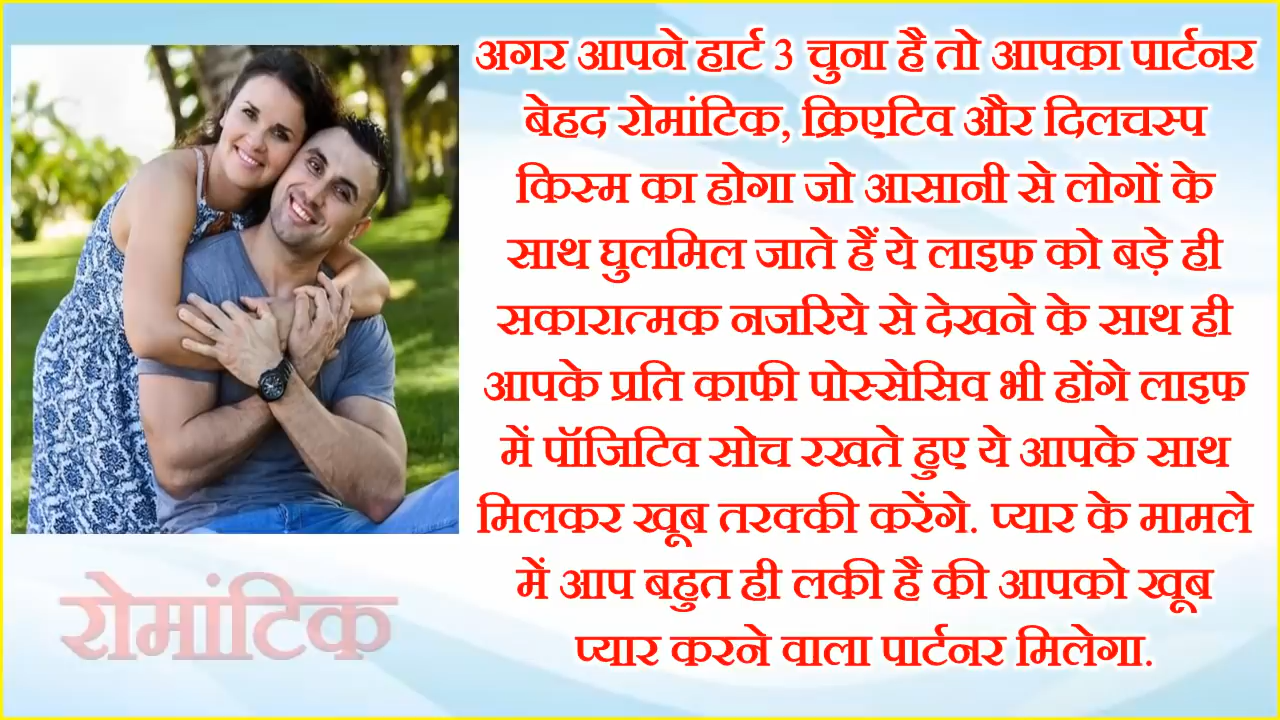 अगर आपने हार्ट 3 चुना है तो आपका पार्टनर
बेहद रोमांटिक, क्रिएटिव और दिलचस्प
किस्म का होगा जो आसानी से लोगों के
साथ घुलमिल जाते हैं ये लाइफ को बड़े ही
सकारात्मक नजरिये से देखने के साथ ही
आपके प्रति काफी पोस्सेसिव भी होंगे लाइफ
में पॉजिटिव सोच रखते हुए ये आपके साथ
मिलकर खूब तरक्की करेंगे. प्यार के मामले
में आप बहुत ही लकी है की आपको खूब
प्यार करने वाला पार्टनर मिलेगा.
रोमांटिक